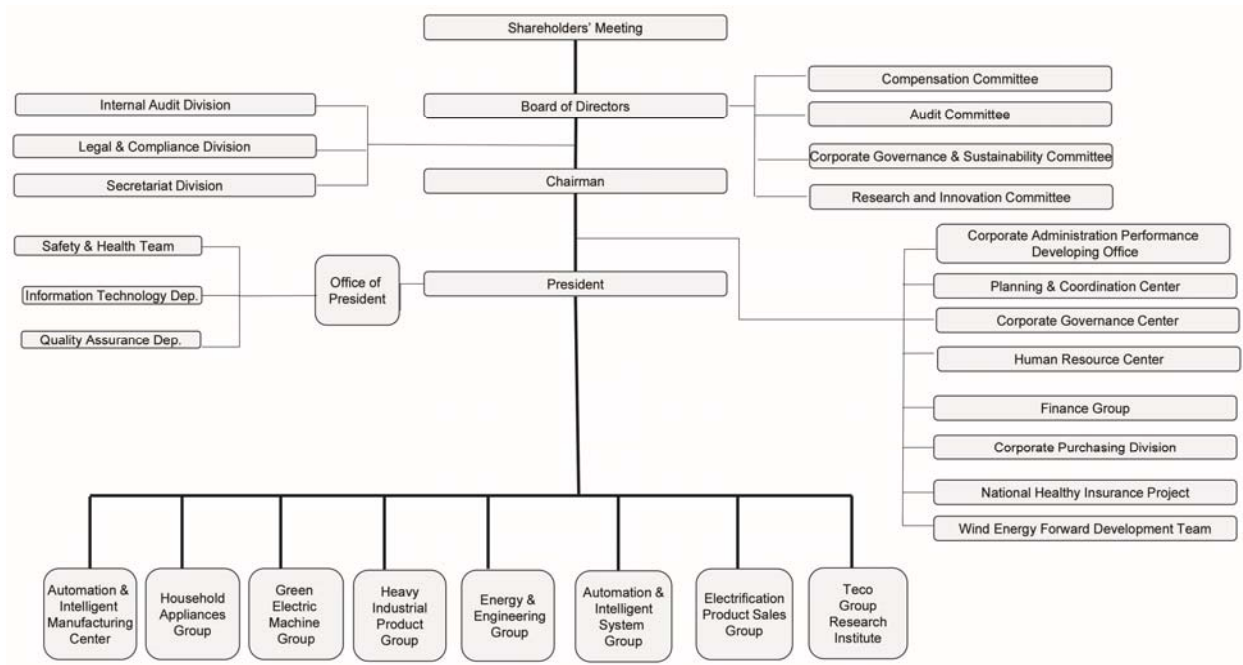 Shareholders' Meeting
Board of Directors
Chairman
President
Internal Audit Division
Legal & Compliance Division
Secretariat Division
Compensation Committee
Audit Committee
Corporate Governance & Sustainability Committee
Research and Innovation Committee
Safety & Health Team
Information Technology Dep.
Quality Assurance Dep.
Office of
President
Corporate Administration Performance
Developing Office
Planning & Coordination Center
Corporate Governance Center
Human Resource Center
Finance Group
Corporate Purchasing Division
National Healthy Insurance Project
Wind Energy Forward Development Team
Automation &
Intelligent
Manufacturing
Center
Household
Appliances
Group
Green
Electric
Machine
Group
Heavy
Industrial
Product
Group
Energy &
Engineering
Group
Automation &
Intelligent
System
Group
Electrification
Product Sales
Group
Teco
Group
Research
Institute